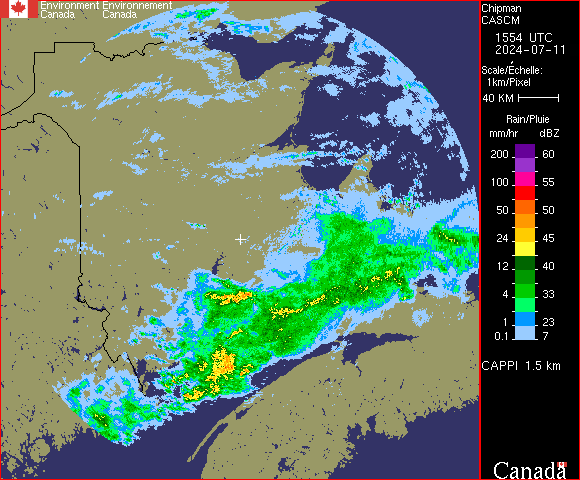 Environment Environnement
Canada Canada
Chipman
CASCM
1554 UTC
2024-07-11
Scale/Echelle:
1km/Pixel
40 KM
Rain/Pluie
mm/hr dBZ
200 60
100 55
50 50
24 45
12 40
4 33
1 23
0.1 7
CAPPI 1.5 km
Canada